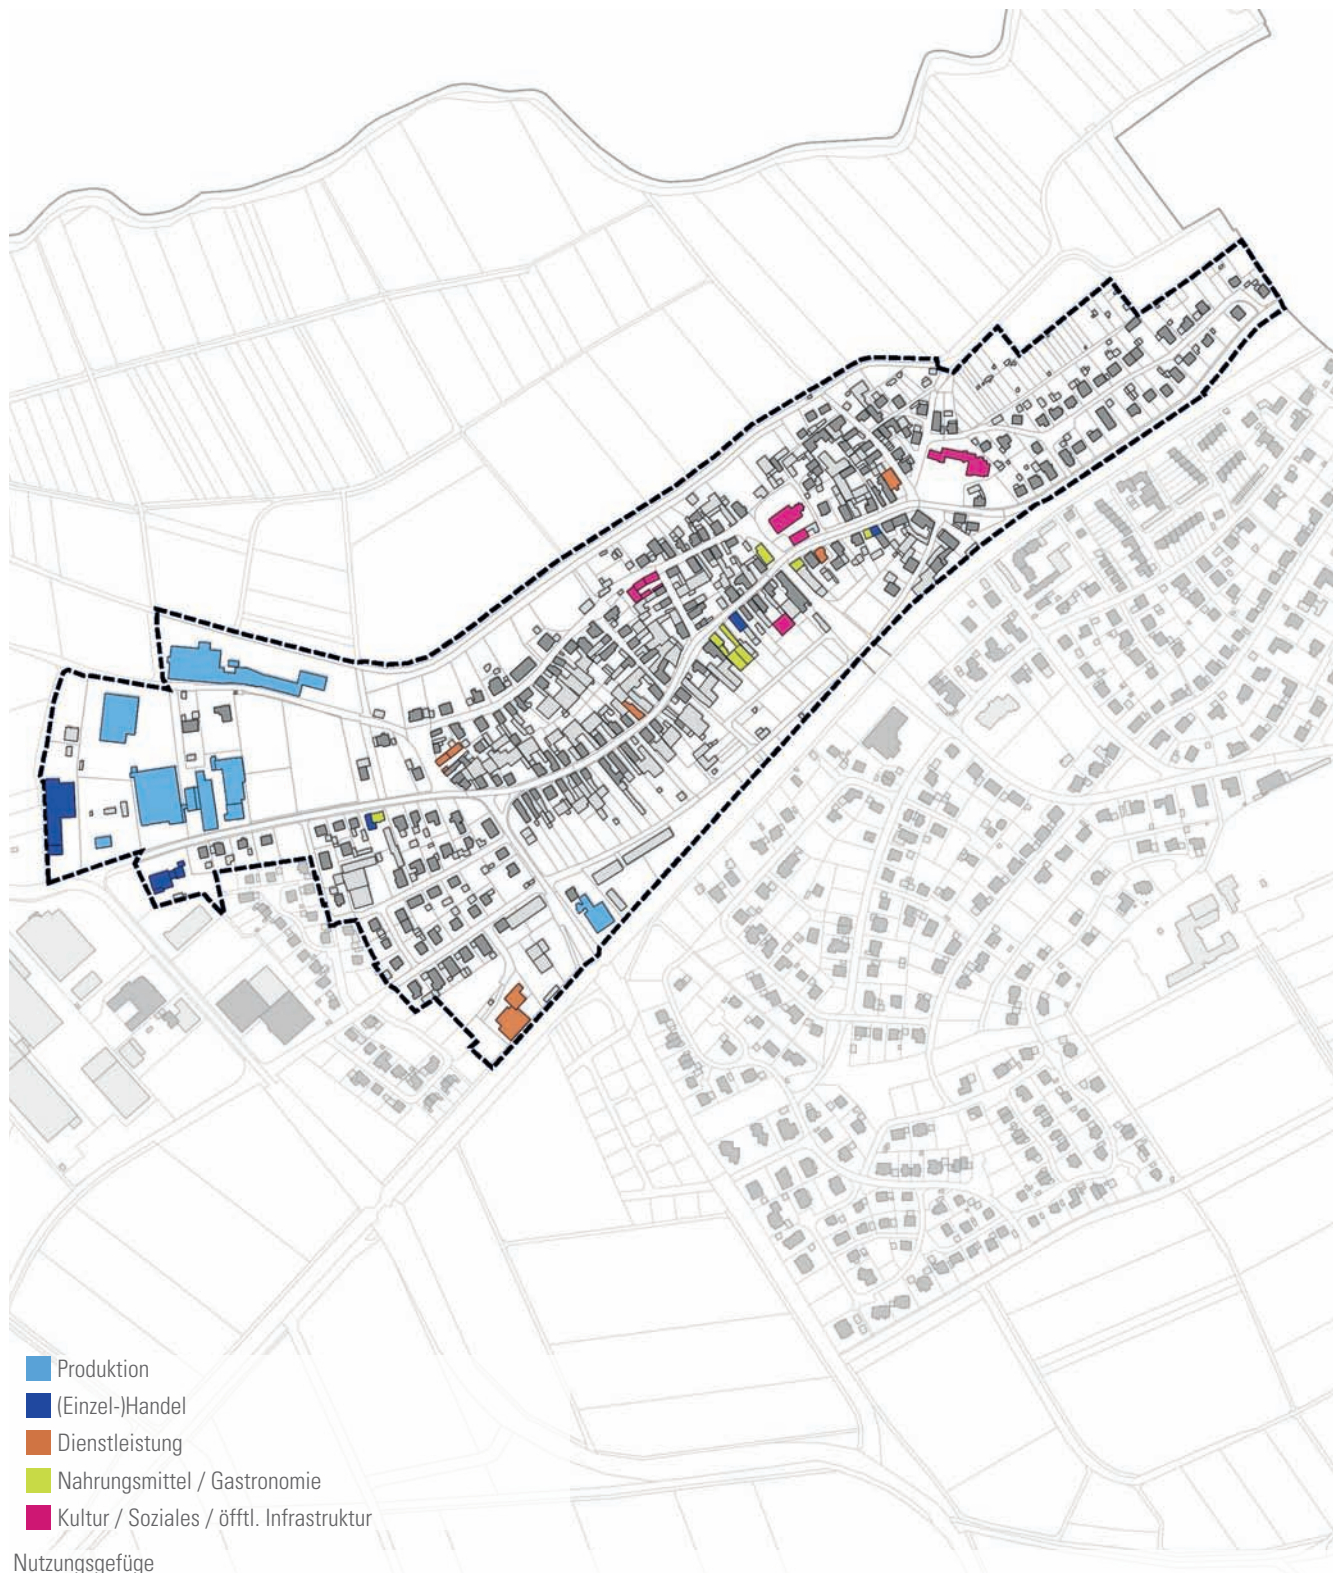 Produktion
(Einzel-)Handel
Dienstleistung
Nahrungsmittel / Gastronomie
Kultur / Soziales / öfftl. Infrastruktur
Nutzungsgefüge